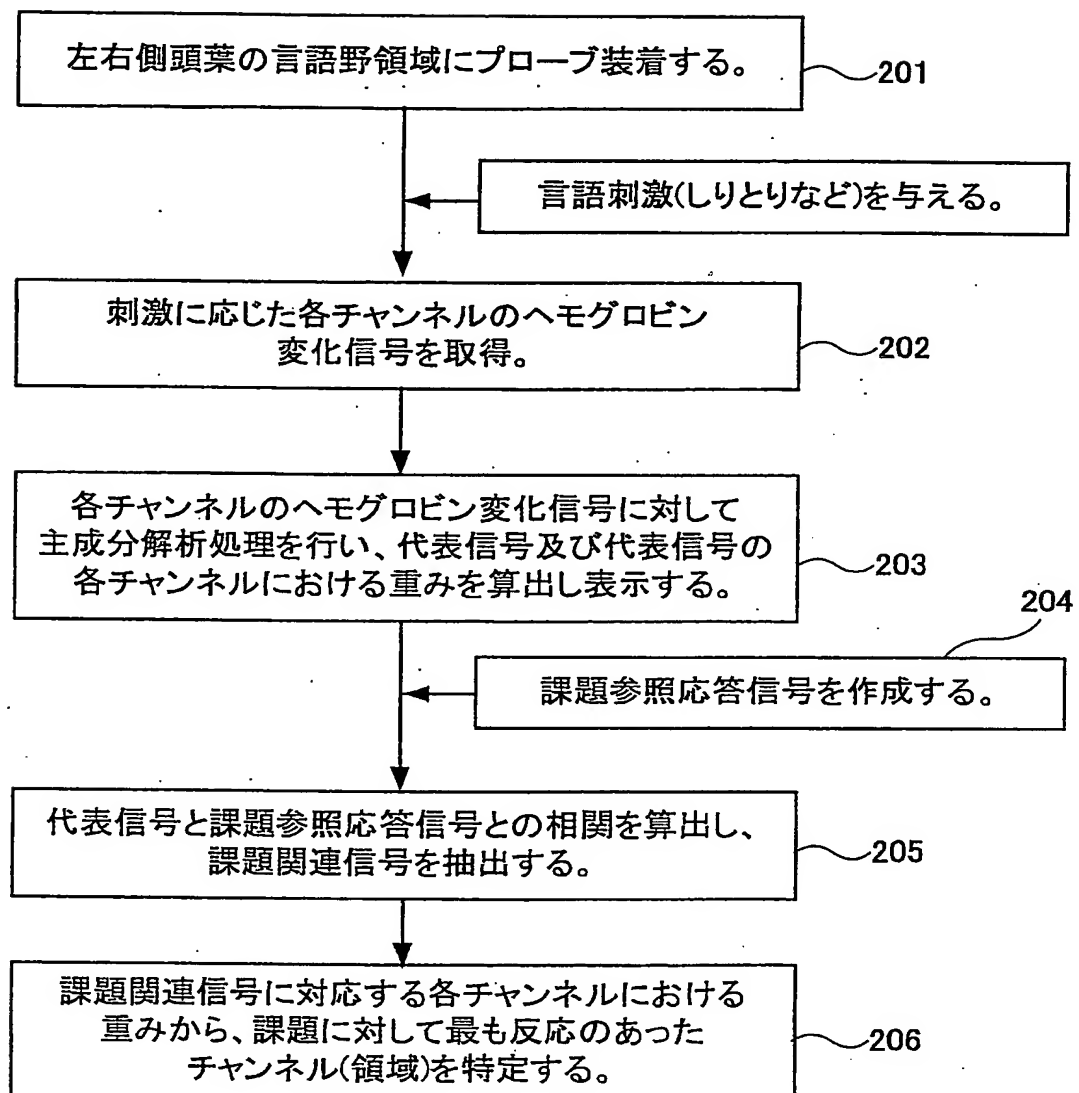 左右側頭葉の言語野領域にプローブ装着する。
201
言語刺激(しりとりなど)を与える。
刺激に応じた各チャンネルのヘモグロビン
変化信号を取得。
202
各チャンネルのヘモグロビン変化信号に対して
主成分解析処理を行い、代表信号及び代表信号の
各チャンネルにおける重みを算出し表示する。
203
204
課題参照応答信号を作成する。
代表信号と課題参照応答信号との相関を算出し、
課題関連信号を抽出する。
205
課題関連信号に対応する各チャンネルにおける
重みから、課題に対して最も反応のあった
チャンネル(領域)を特定する。
206